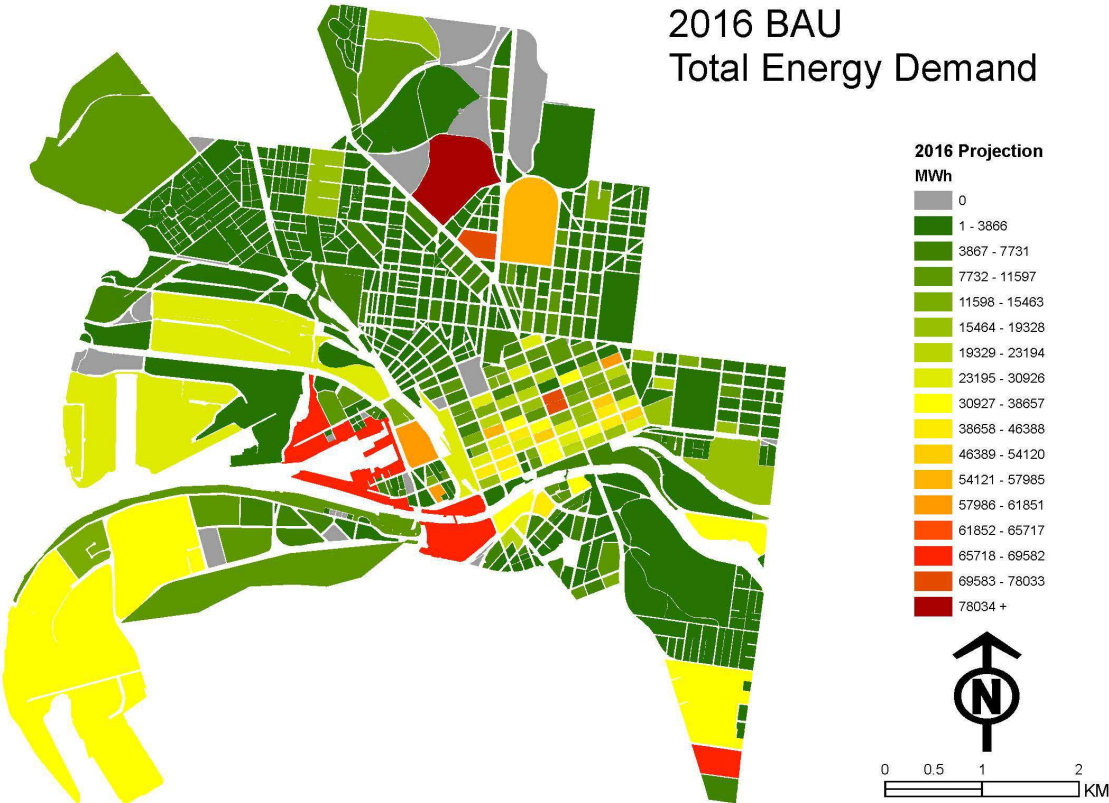 2016 BAU
Total Energy Demand
2016 Projection
MWh
0
1 - 3866
3867 - 7731
7732 - 11597
11598 - 15463
15464 - 19328
19329 - 23194
23195 - 30926
30927 - 38657
38658 - 46388
46389 - 54120
54121 - 57985
57986 - 61851
61852 - 65717
65718 - 69582
69583 - 78033
78034 +
N
0 0.5 1 2
KM